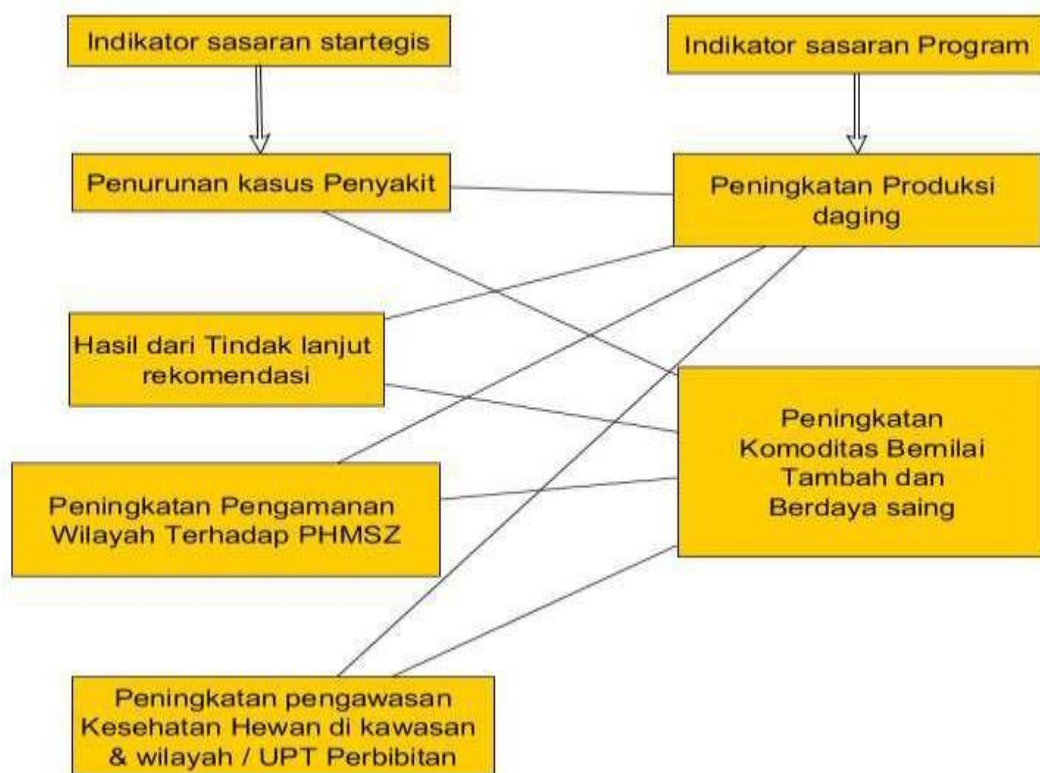 Indikator sasaran startegis
Indikator sasaran Program
Penurunan kasus Penyakit
Peningkatan Produksi
daging
Hasil dari Tindak lanjut
rekomendasi
Peningkatan
Komoditas Bernilai
Tambah dan
Berdaya saing
Peningkatan Pengamanan
Wilayah Terhadap PHMSZ
Peningkatan pengawasan
Kesehatan Hewan di kawasan
& wilayah / UPT Perbibitan